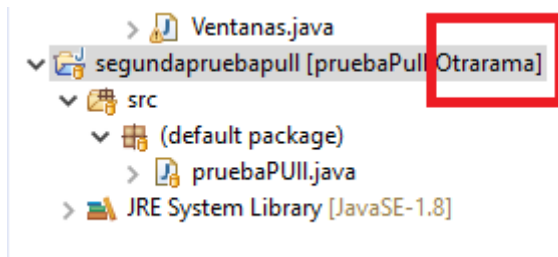 Ventanas.java
segundapruebapull [pruebaPull Otrarama]
src
(default package)
pruebaPUll.java
JRE System Library [JavaSE-1.8]